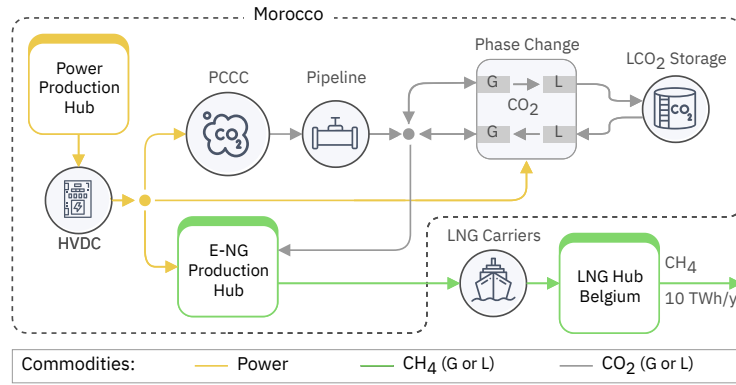 Morocco
Power
Production
Hub
PCCC
Pipeline
Phase Change
LCO2 Storage
G
L
CO2
CO2
CO2
G
L
HVDC
E-NG
Production
Hub
LNG Carriers
LNG Hub
Belgium
CH4
10 TWh/y
Commodities:
Power
CH4 (G or L)
CO2 (G or L)